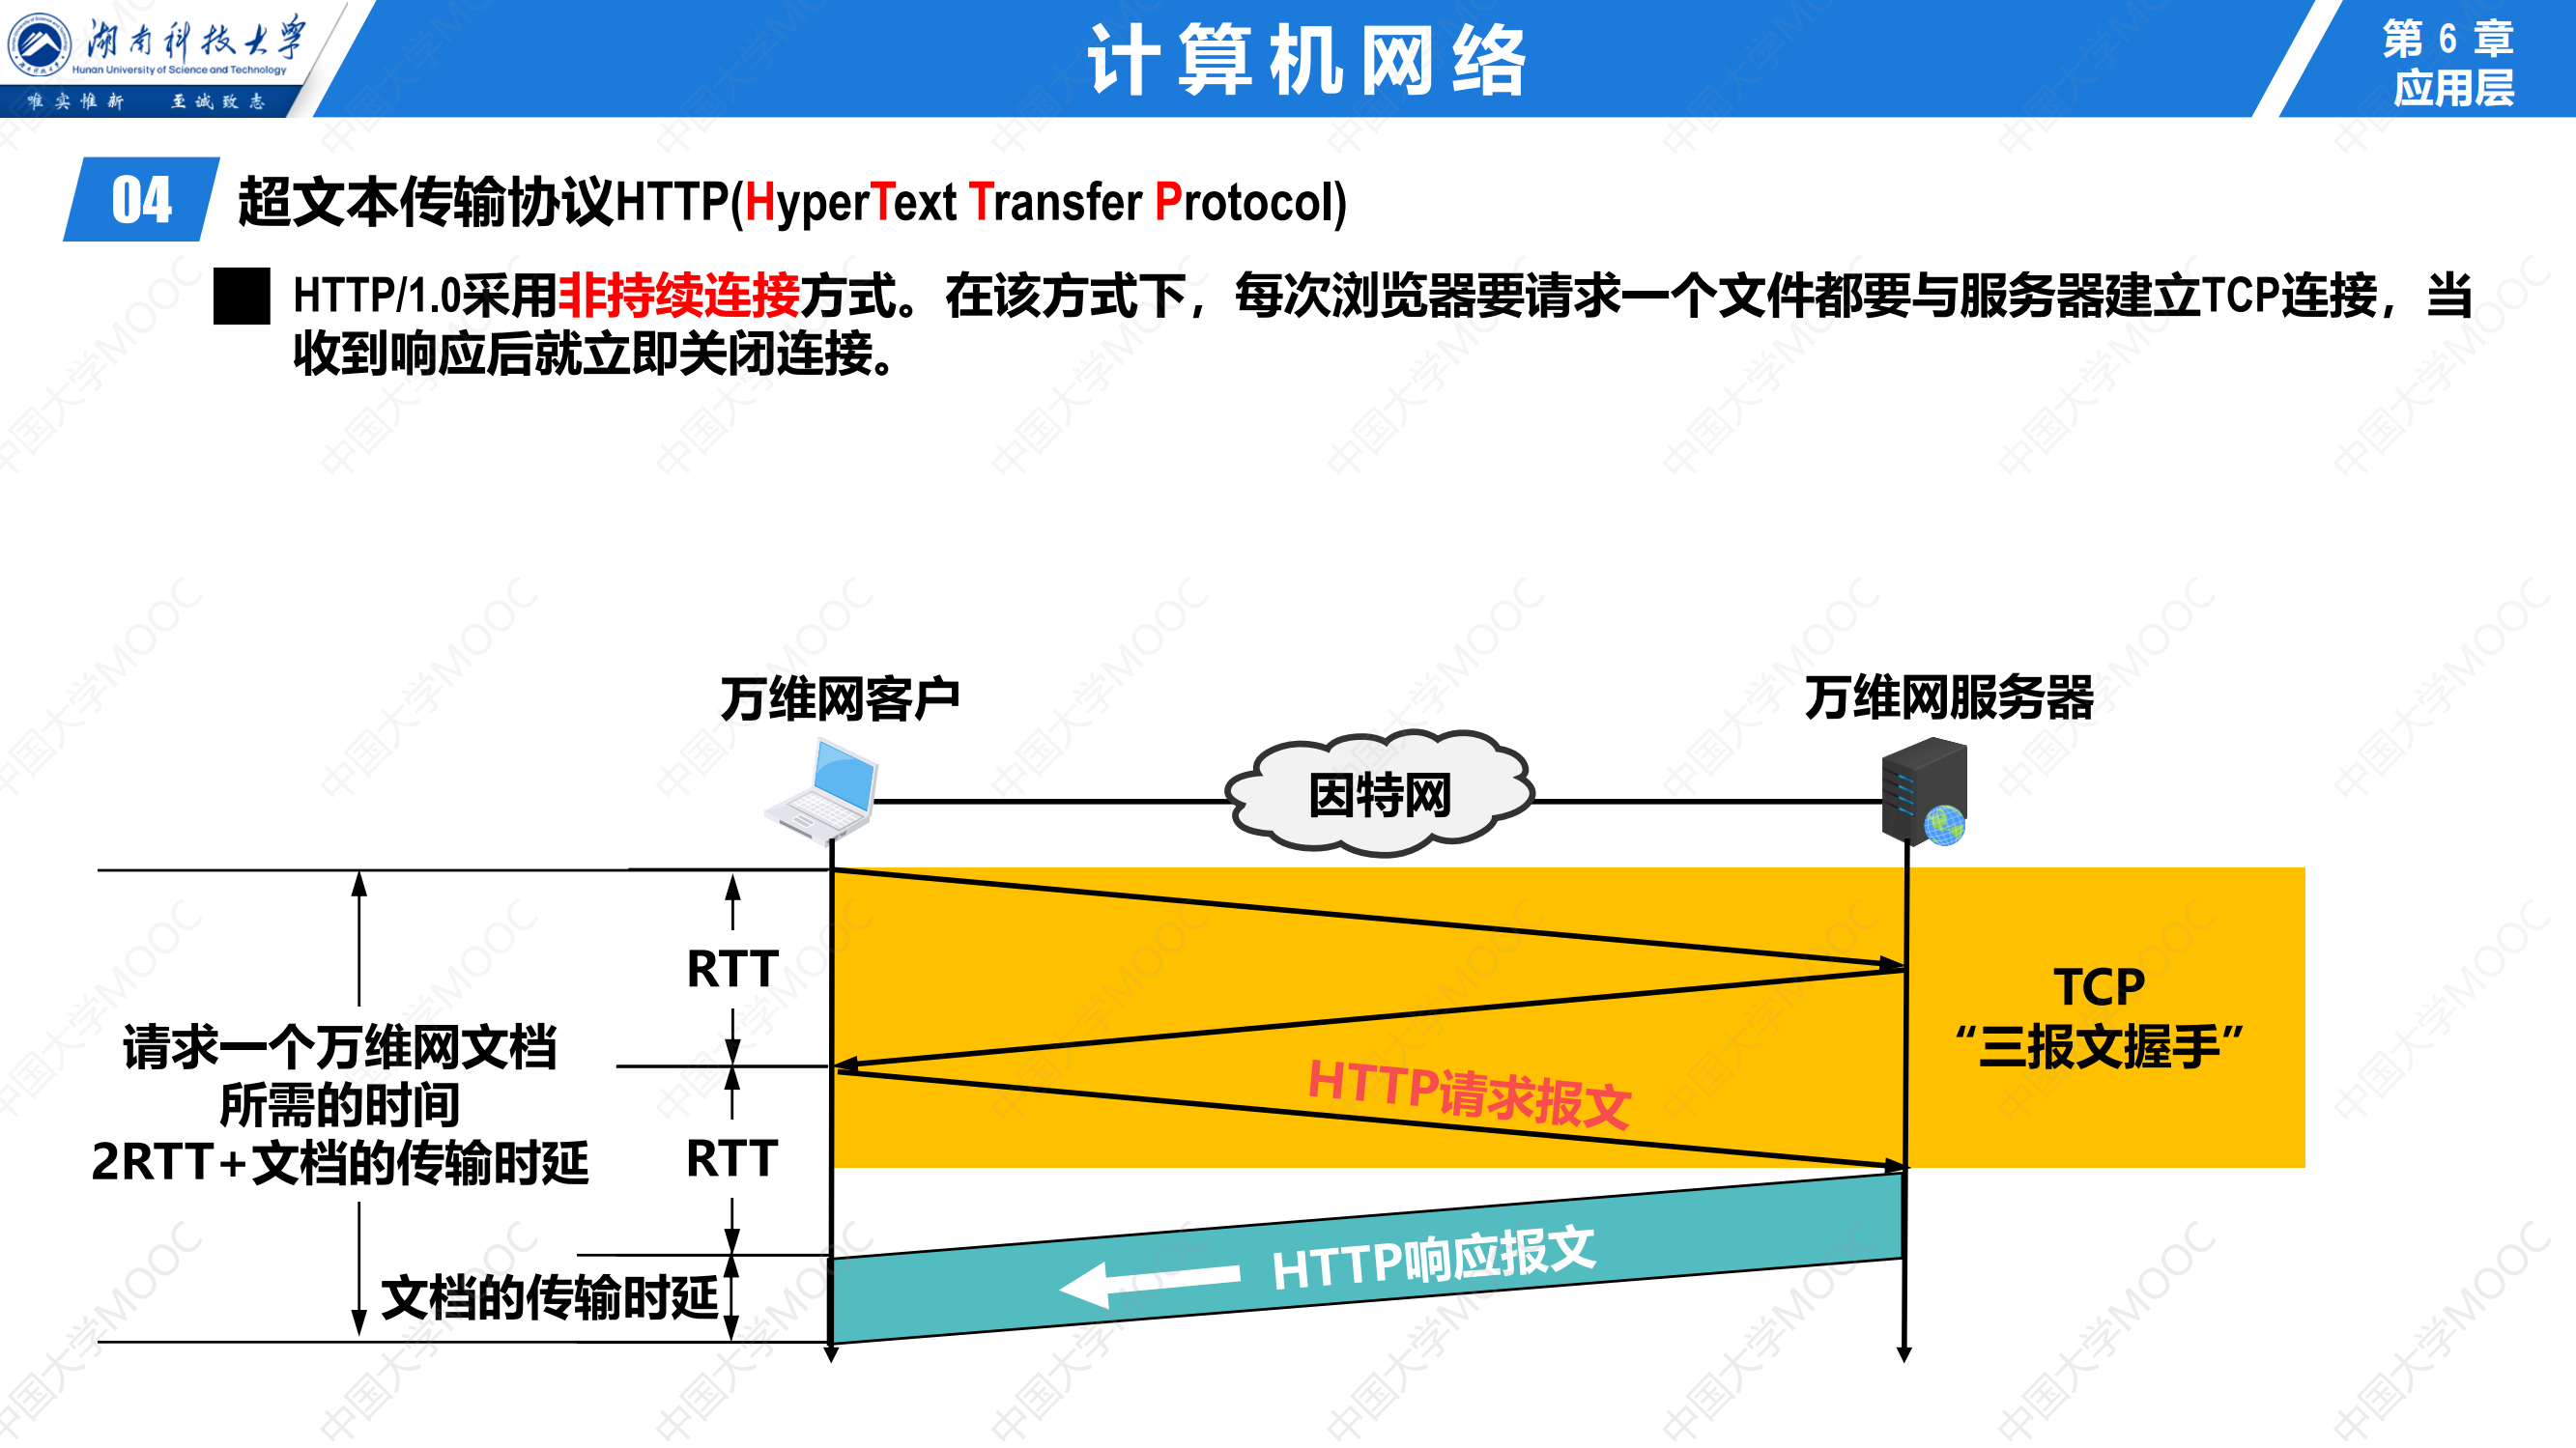 湖南科技大学
Hunan University of Science and Technology
唯实惟新 至诚致志
计算机网络
第 6 章
应用层
04 超文本传输协议HTTP(HyperText Transfer Protocol)
HTTP/1.0采用非持续连接方式。在该方式下，每次浏览器要请求一个文件都要与服务器建立TCP连接，当
收到响应后就立即关闭连接。
万维网客户
万维网服务器
因特网
RTT
TCP
“三报文握手”
请求一个万维网文档
所需的时间
2RTT+文档的传输时延
HTTP请求报文
RTT
HTTP响应报文
文档的传输时延
中国大学MOOC